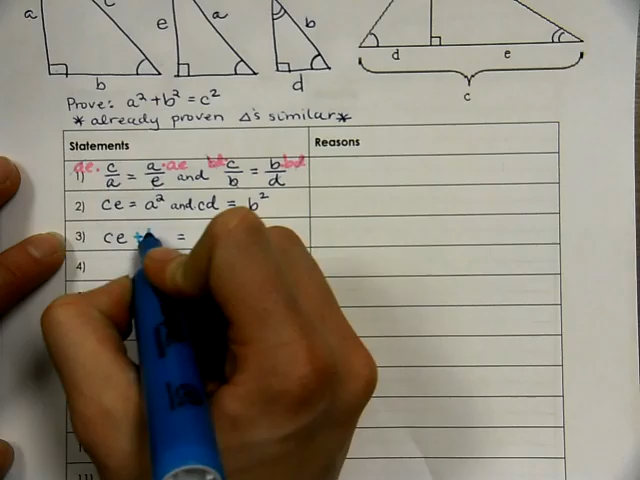 a c e a b
b d
d e
c
Prove: a² + b² = c²
* already proven Δ's similar *
Statements Reasons
1) ae · c/a = a/e · ae and bd · c/b = b/d · bd
2) ce = a² and cd = b²
3) ce + =
4)